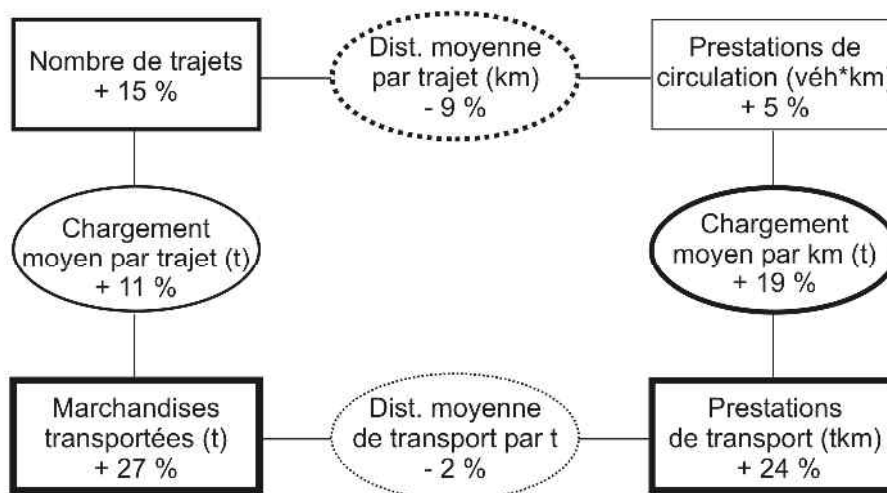 Nombre de trajets
+ 15 %
Dist. moyenne
par trajet (km)
- 9 %
Prestations de
circulation (véh*km)
+ 5 %
Chargement
moyen par trajet (t)
+ 11 %
Chargement
moyen par km (t)
+ 19 %
Marchandises
transportées (t)
+ 27 %
Dist. moyenne
de transport par t
- 2 %
Prestations
de transport (tkm)
+ 24 %